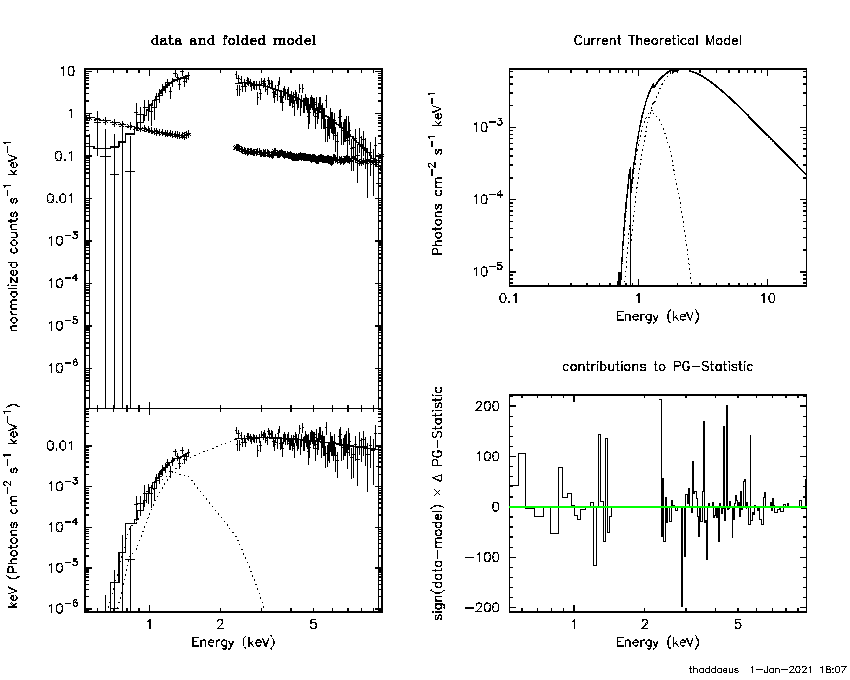 data and folded model
normalized counts s⁻¹ keV⁻¹
10
1
0.1
0.01
10⁻³
10⁻⁴
10⁻⁵
10⁻⁶
keV (Photons cm⁻² s⁻¹ keV⁻¹)
0.01
10⁻³
10⁻⁴
10⁻⁵
10⁻⁶
1 2 5
Energy (keV)
Current Theoretical Model
Photons cm⁻² s⁻¹ keV⁻¹
10⁻³
10⁻⁴
10⁻⁵
0.1 1 10
Energy (keV)
contributions to PG−Statistic
sign(data−model) × Δ PG−Statistic
200
100
0
−100
−200
1 2 5
Energy (keV)
thaddaeus 1−Jan−2021 18:07